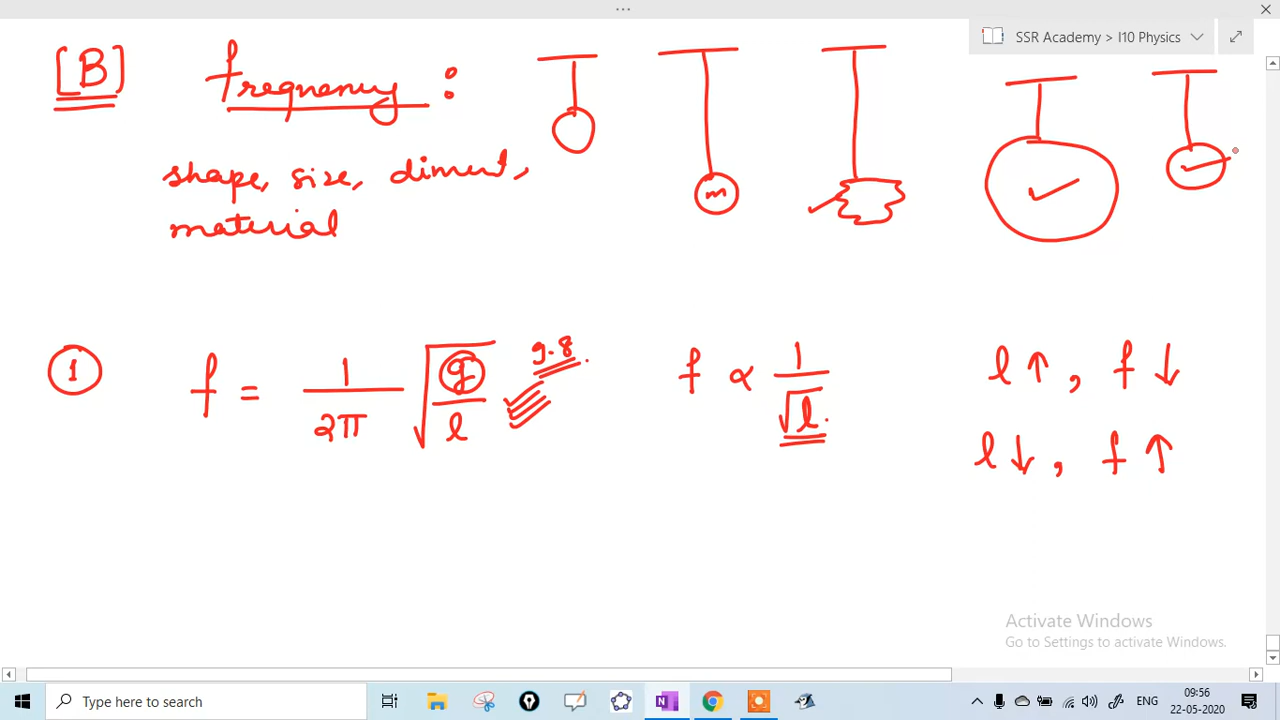 SSR Academy > I10 Physics
[B] frequency :
shape, size, diment,
material
m
① f = 1/2π √(g/l) 9.8
f ∝ 1/√l.
l ↑, f ↓
l ↓, f ↑
Activate Windows
Go to Settings to activate Windows.
Type here to search
ENG
09:56
22-05-2020